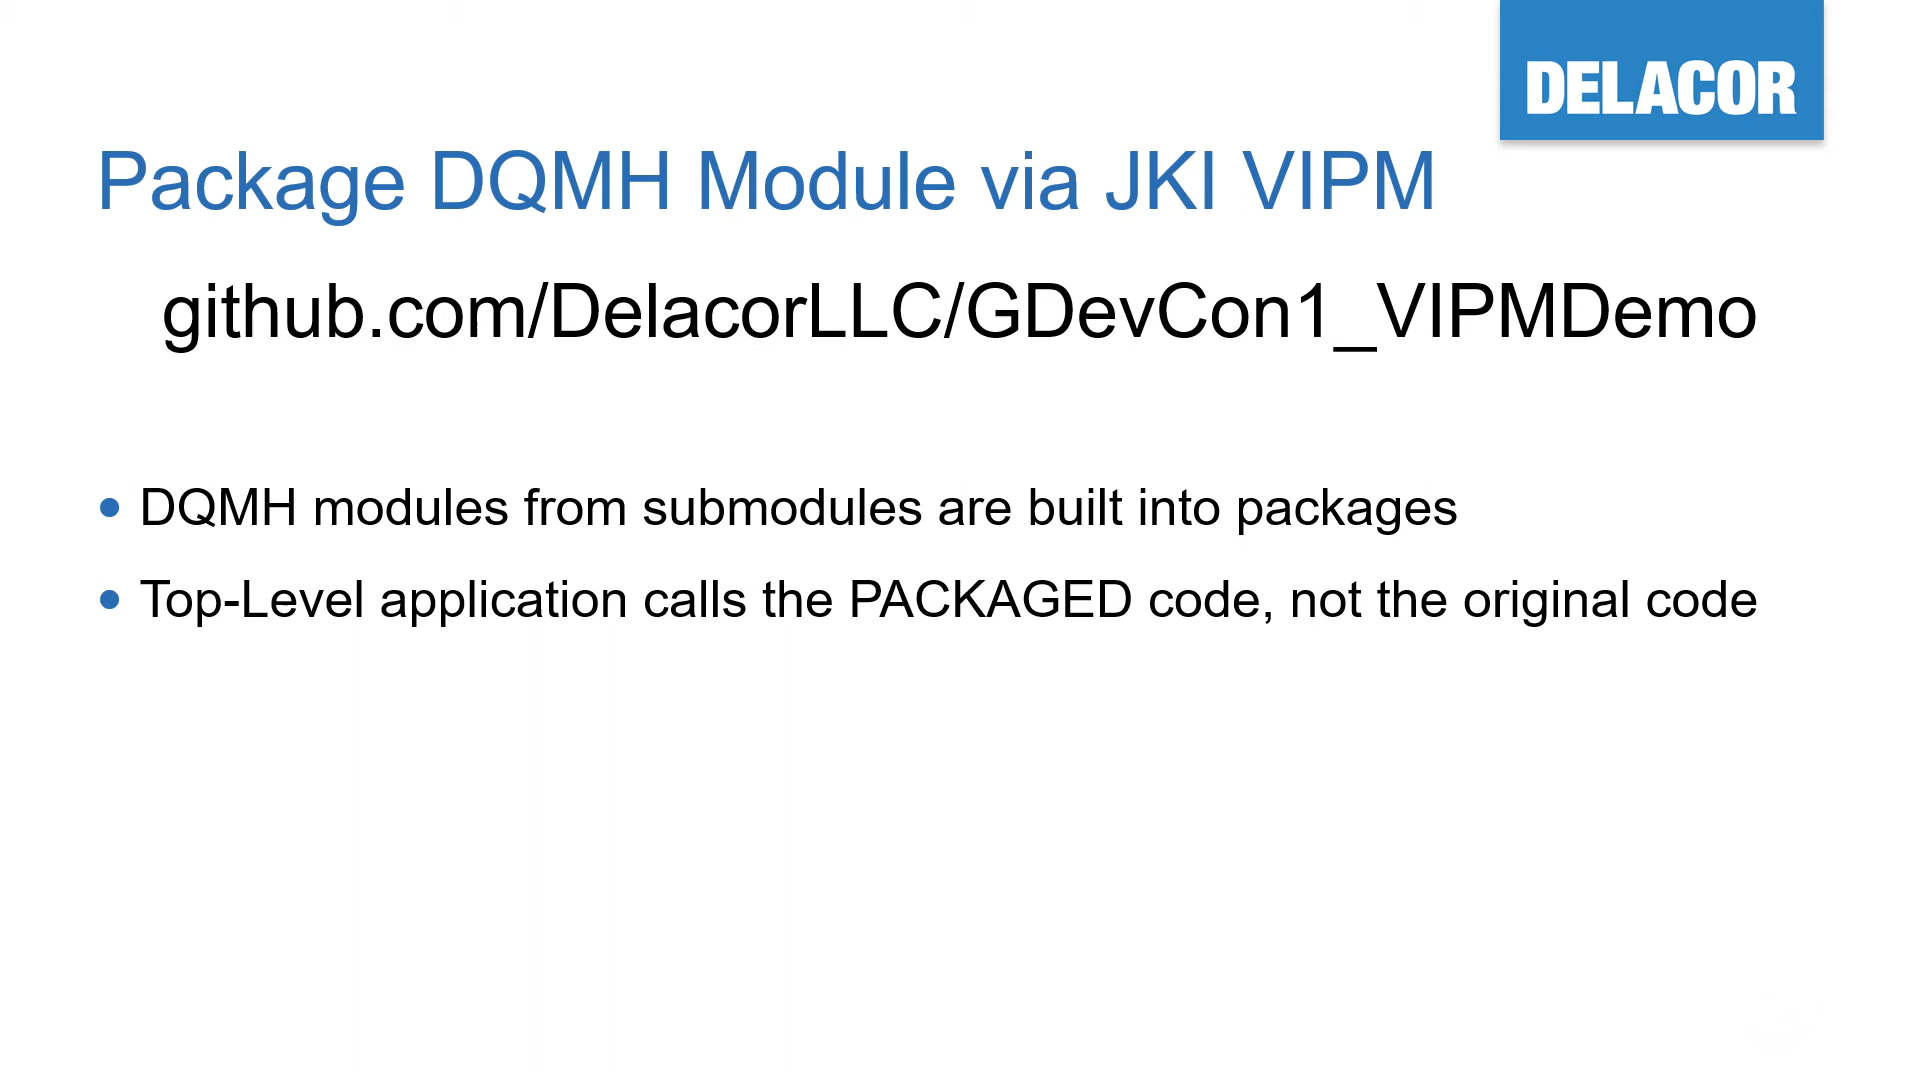 DELACOR
Package DQMH Module via JKI VIPM
github.com/DelacorLLC/GDevCon1_VIPMDemo
• DQMH modules from submodules are built into packages
• Top-Level application calls the PACKAGED code, not the original code